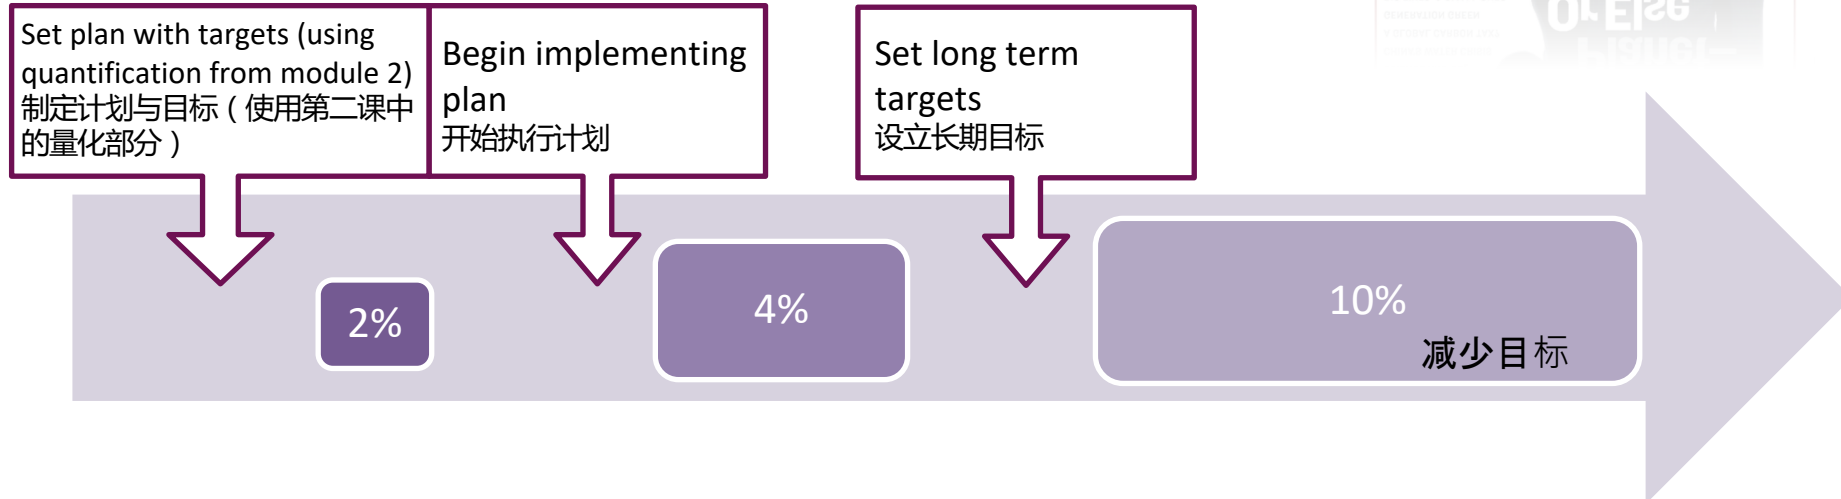 Set plan with targets (using
quantification from module 2)
制定计划与目标（使用第二课中
的量化部分）
Begin implementing
plan
开始执行计划
Set long term
targets
设立长期目标
Or Else
2%
4%
10%
减少目标